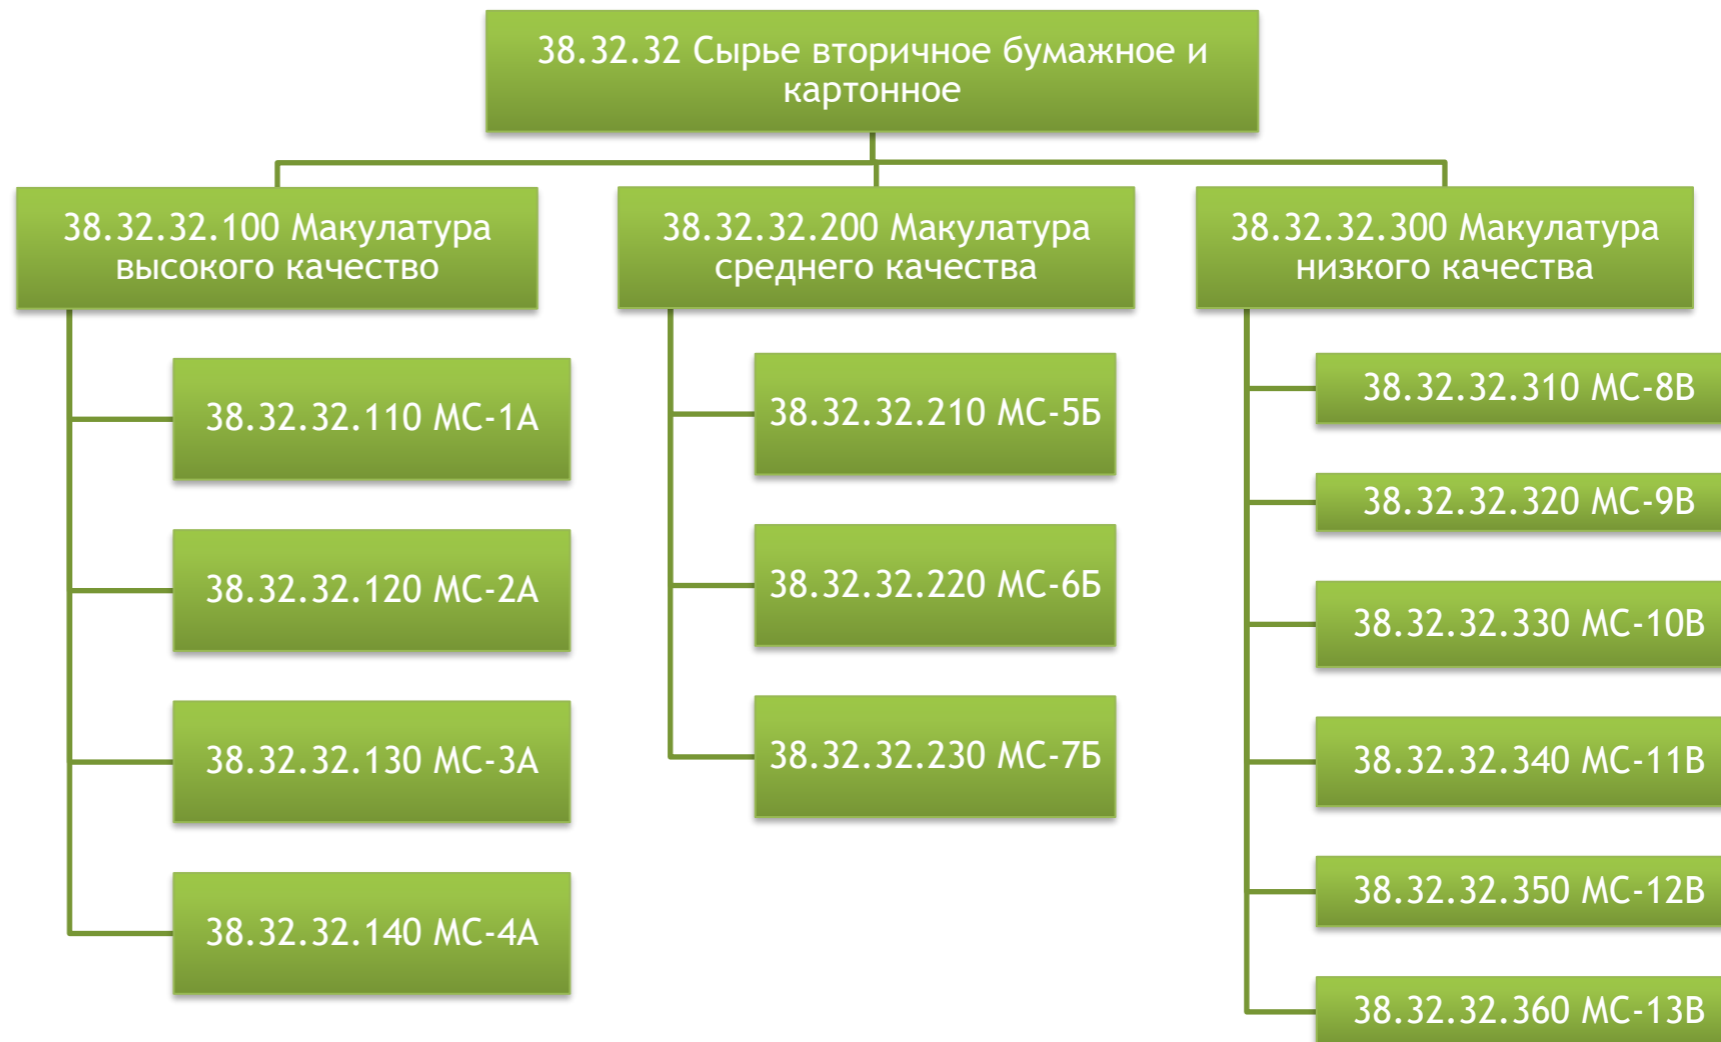 38.32.32 Сырье вторичное бумажное и
картонное
38.32.32.100 Макулатура
высокого качество
38.32.32.110 МС-1А
38.32.32.120 МС-2А
38.32.32.130 МС-3А
38.32.32.140 МС-4А
38.32.32.200 Макулатура
среднего качества
38.32.32.210 МС-5Б
38.32.32.220 МС-6Б
38.32.32.230 МС-7Б
38.32.32.300 Макулатура
низкого качества
38.32.32.310 МС-8В
38.32.32.320 МС-9В
38.32.32.330 МС-10В
38.32.32.340 МС-11В
38.32.32.350 МС-12В
38.32.32.360 МС-13В